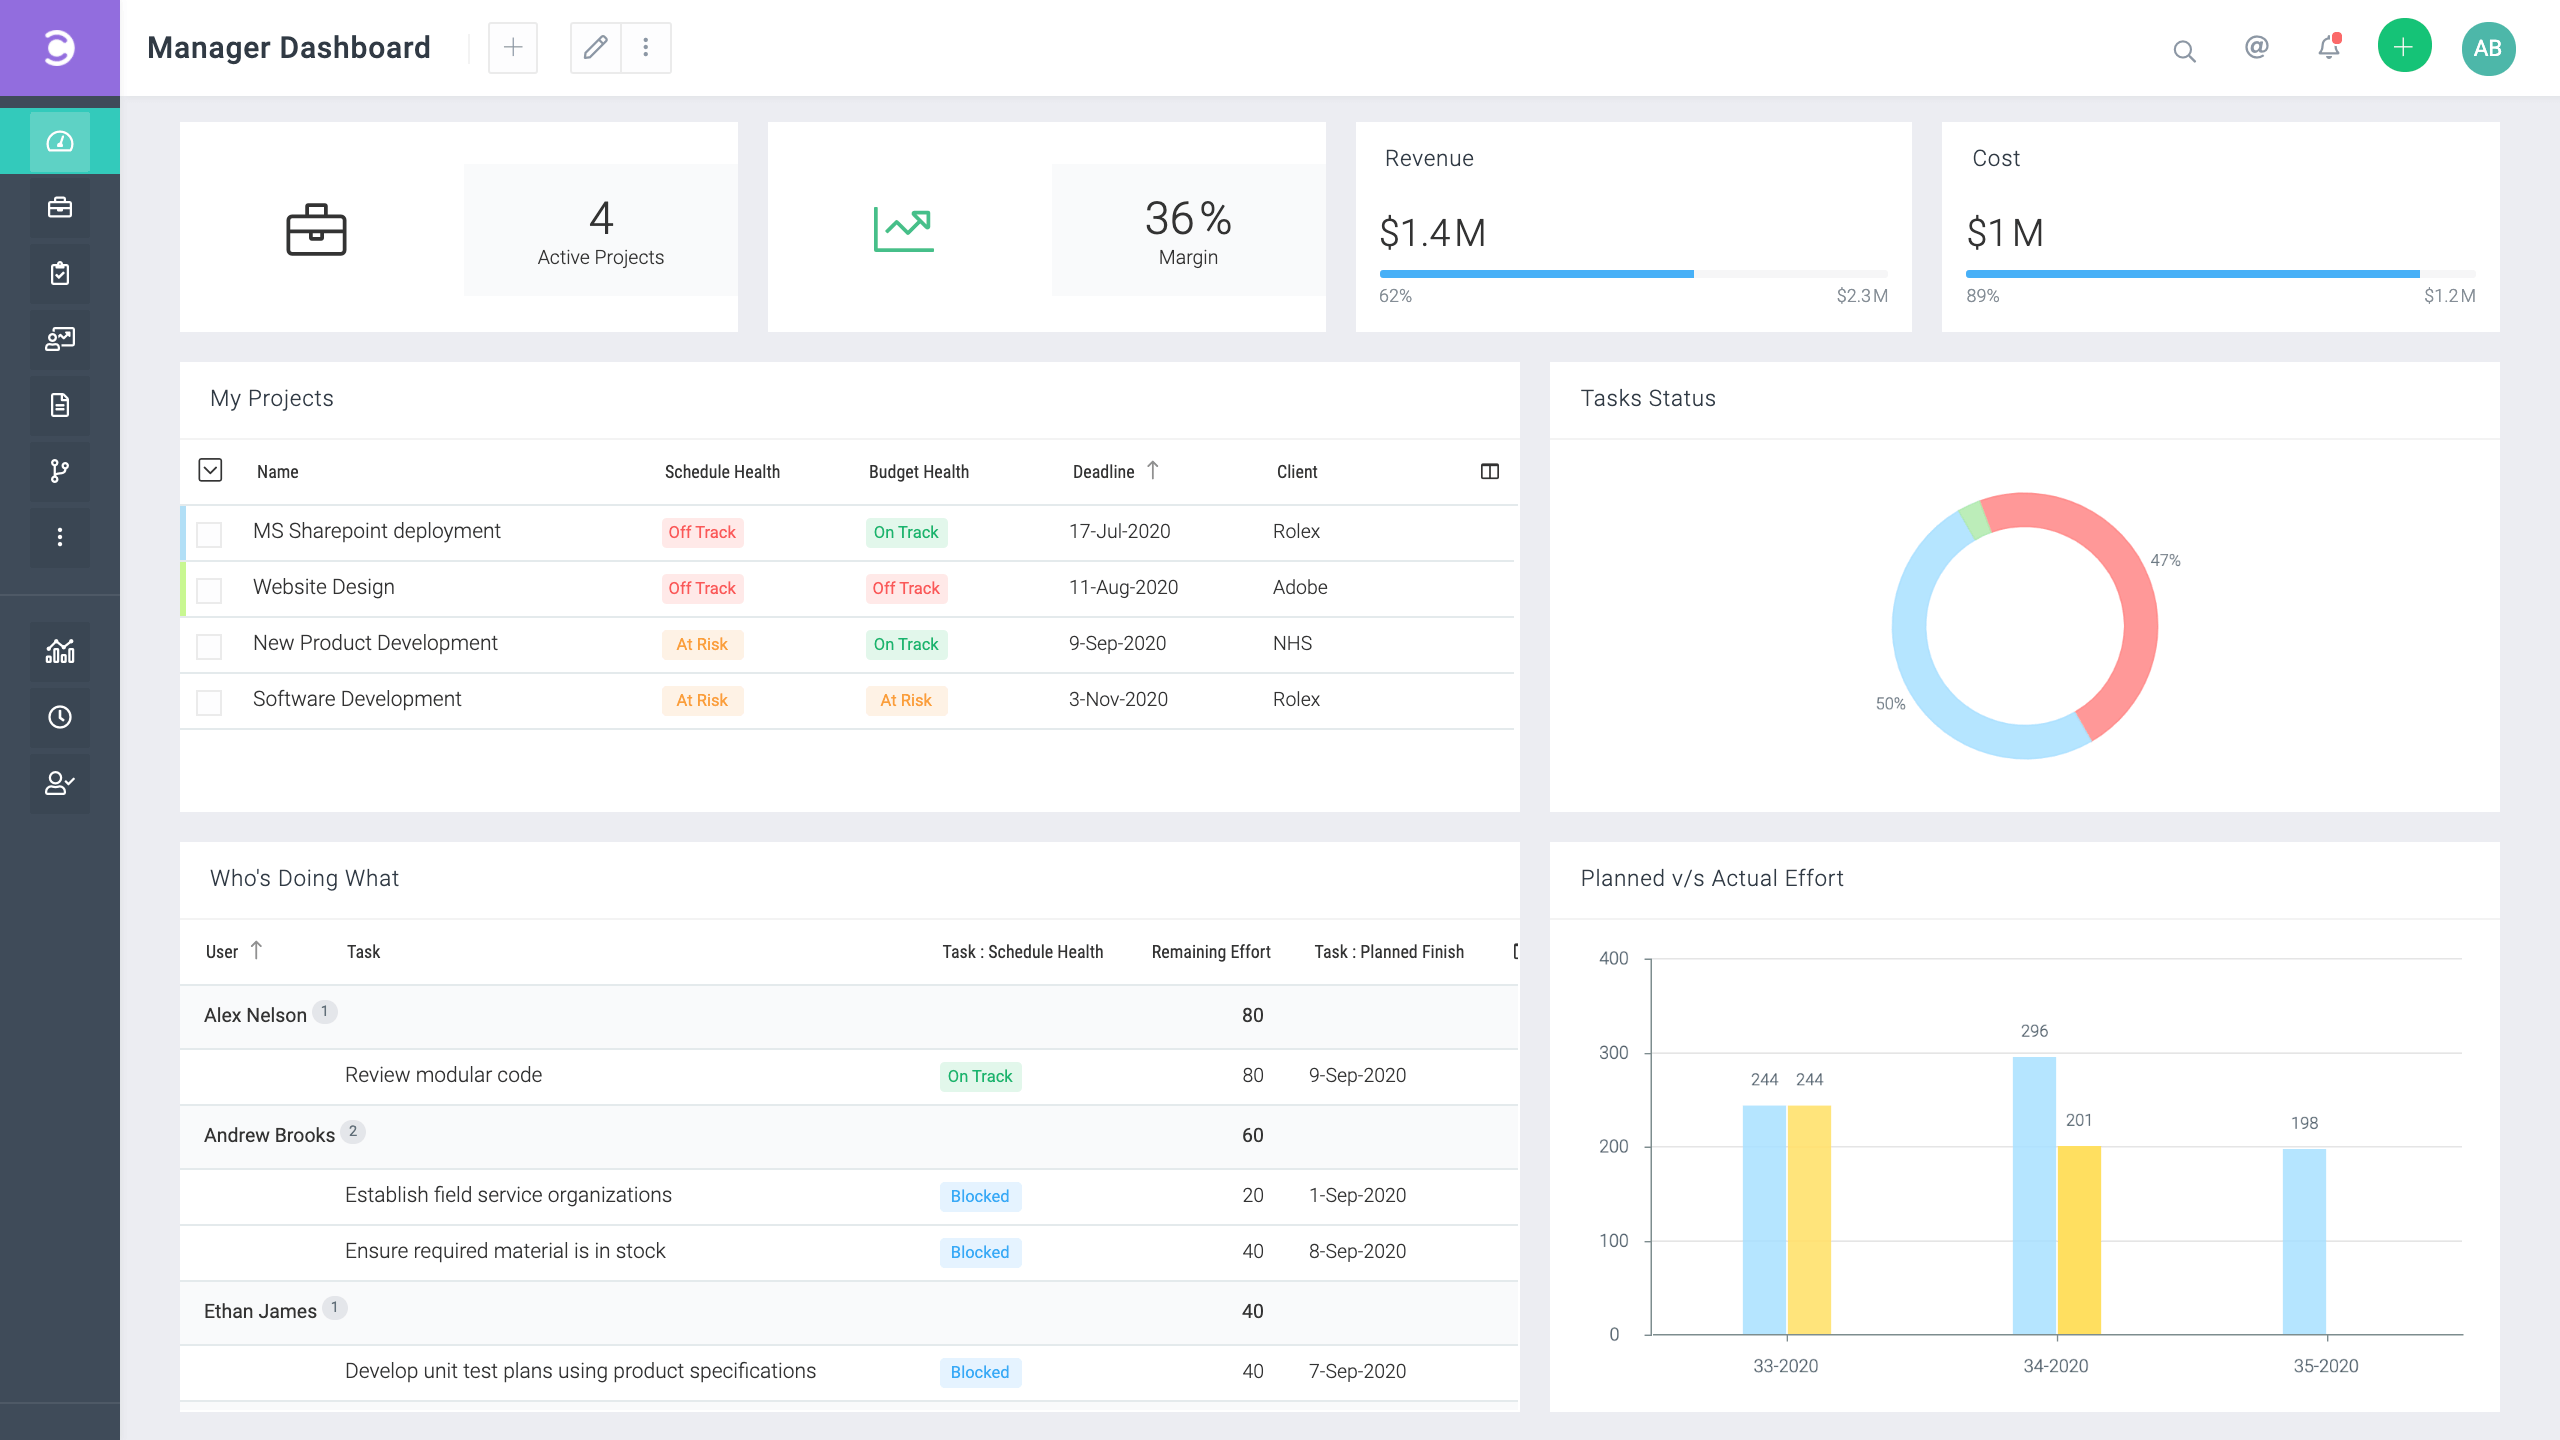 Manager Dashboard
@
AB
4
Active Projects
36%
Margin
Revenue
$1.4M
62% $2.3M
Cost
$1M
89% $1.2M
My Projects
Name Schedule Health Budget Health Deadline Client
MS Sharepoint deployment Off Track On Track 17-Jul-2020 Rolex
Website Design Off Track Off Track 11-Aug-2020 Adobe
New Product Development At Risk On Track 9-Sep-2020 NHS
Software Development At Risk At Risk 3-Nov-2020 Rolex
Tasks Status
47%
50%
Who's Doing What
User Task Task : Schedule Health Remaining Effort Task : Planned Finish
Alex Nelson 1 80
Review modular code On Track 80 9-Sep-2020
Andrew Brooks 2 60
Establish field service organizations Blocked 20 1-Sep-2020
Ensure required material is in stock Blocked 40 8-Sep-2020
Ethan James 1 40
Develop unit test plans using product specifications Blocked 40 7-Sep-2020
Planned v/s Actual Effort
400
300
200
100
0
244 244
296
201
198
33-2020 34-2020 35-2020